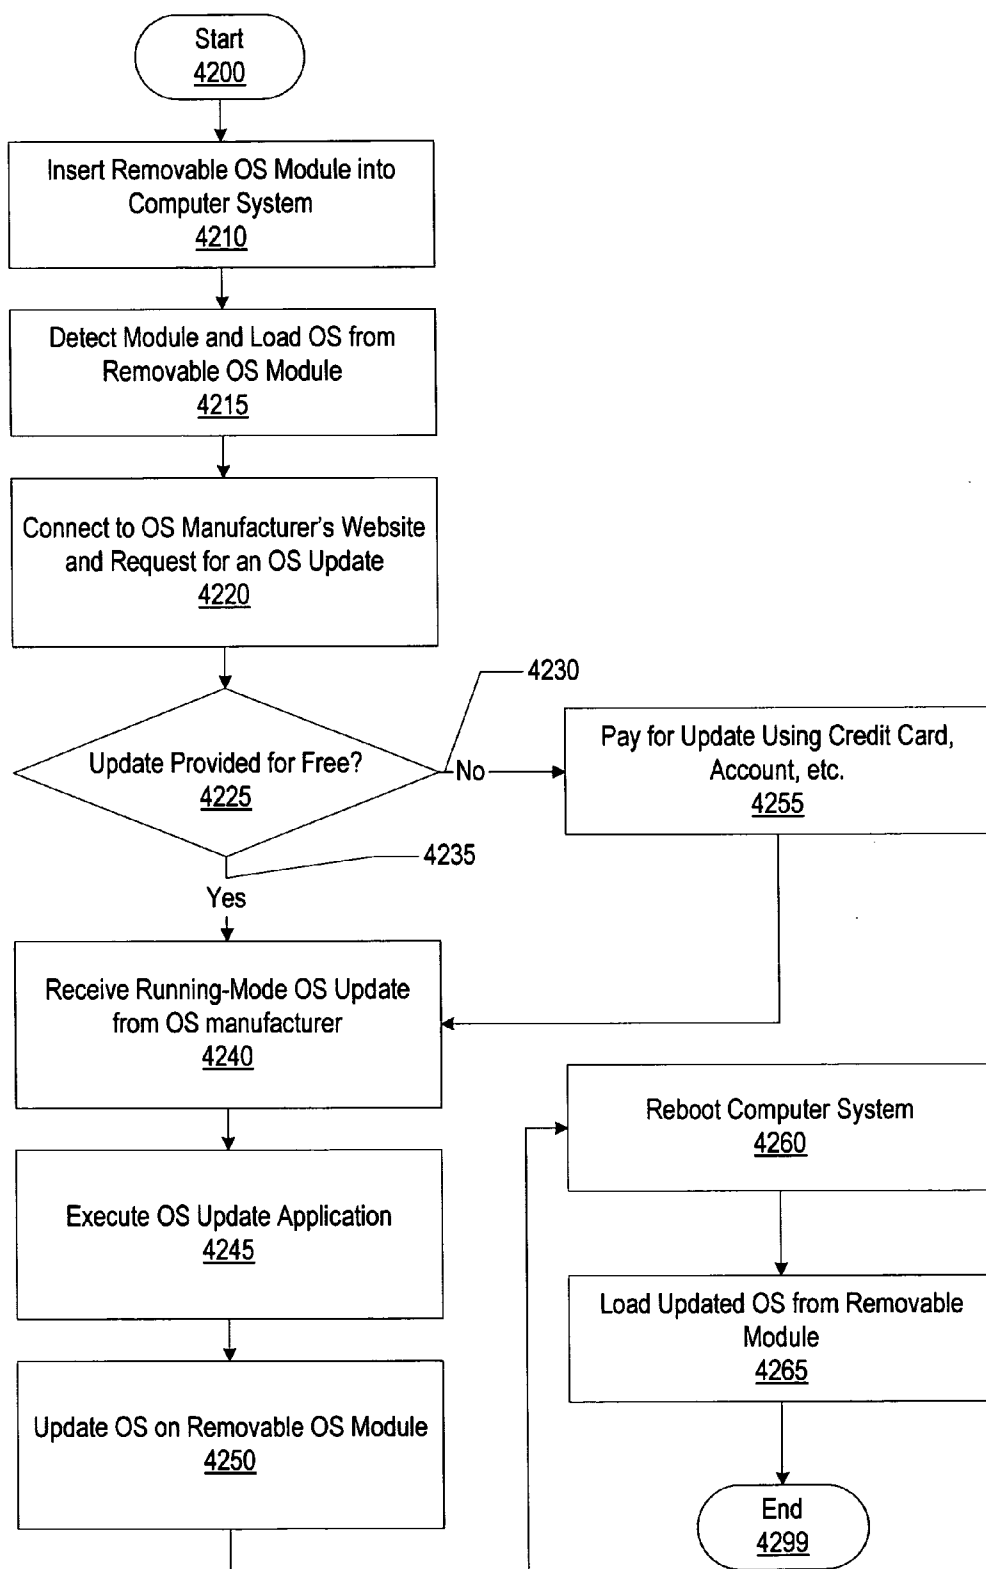 Start
4200
Insert Removable OS Module into
Computer System
4210
Detect Module and Load OS from
Removable OS Module
4215
Connect to OS Manufacturer's Website
and Request for an OS Update
4220
4230
Update Provided for Free?
4225
No
Pay for Update Using Credit Card,
Account, etc.
4255
4235
Yes
Receive Running-Mode OS Update
from OS manufacturer
4240
Execute OS Update Application
4245
Update OS on Removable OS Module
4250
Reboot Computer System
4260
Load Updated OS from Removable
Module
4265
End
4299